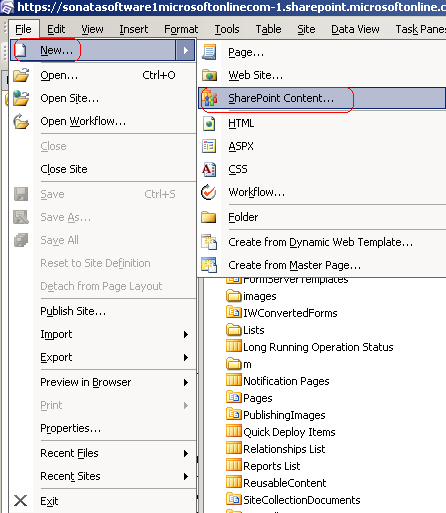 https://sonatasoftware1microsoftonlinecom-1.sharepoint.microsoftonline.c
File Edit View Insert Format Tools Table Site Data View Task Panes
New...
Open... Ctrl+O
Open Site...
Open Workflow...
Close
Close Site
Save Ctrl+S
Save As...
Save All
Reset to Site Definition
Detach from Page Layout
Publish Site...
Import
Export
Preview in Browser
Print
Properties...
Recent Files
Recent Sites
Exit
Page...
Web Site...
SharePoint Content...
HTML
ASPX
CSS
Workflow...
Folder
Create from Dynamic Web Template...
Create from Master Page...
FormServerTemplates
images
IWConvertedForms
Lists
Long Running Operation Status
m
Notification Pages
Pages
PublishingImages
Quick Deploy Items
Relationships List
Reports List
ReusableContent
SiteCollectionDocuments